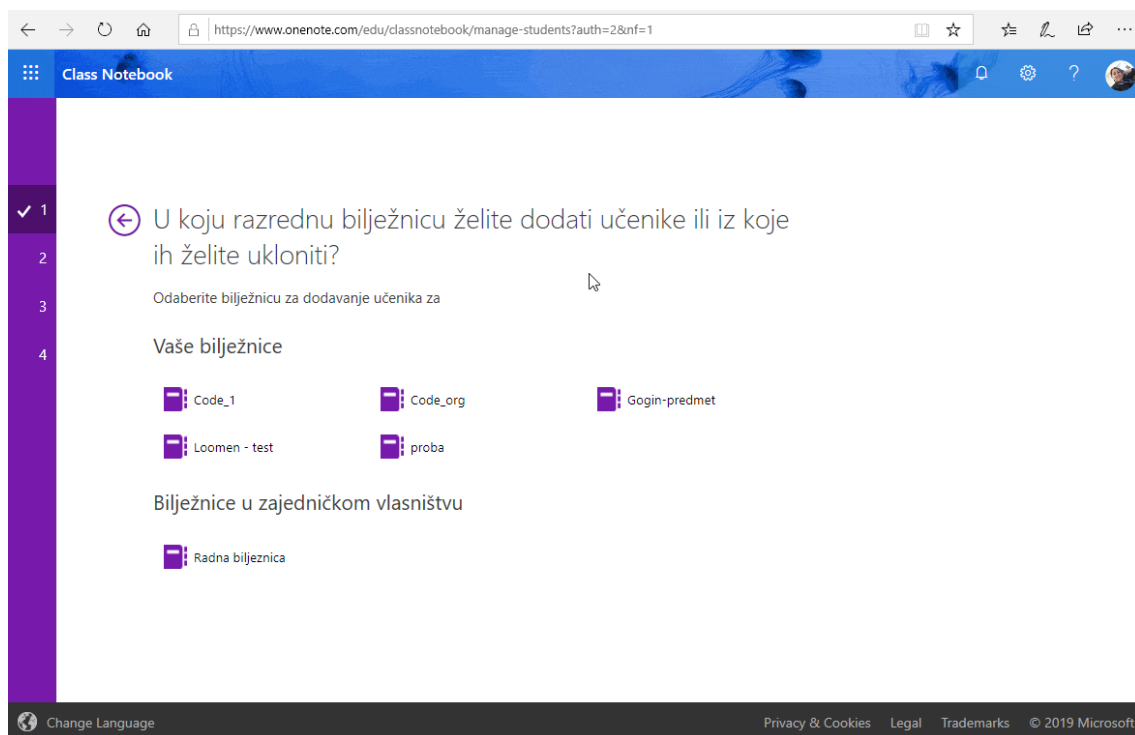 https://www.onenote.com/edu/classnotebook/manage-students?auth=2&nf=1
Class Notebook
?
1
2
3
4
U koju razrednu bilježnicu želite dodati učenike ili iz koje
ih želite ukloniti?
Odaberite bilježnicu za dodavanje učenika za
Vaše bilježnice
Code_1
Code_org
Gogin-predmet
Loomen - test
proba
Bilježnice u zajedničkom vlasništvu
Radna biljeznica
Change Language
Privacy & Cookies
Legal
Trademarks
© 2019 Microsoft